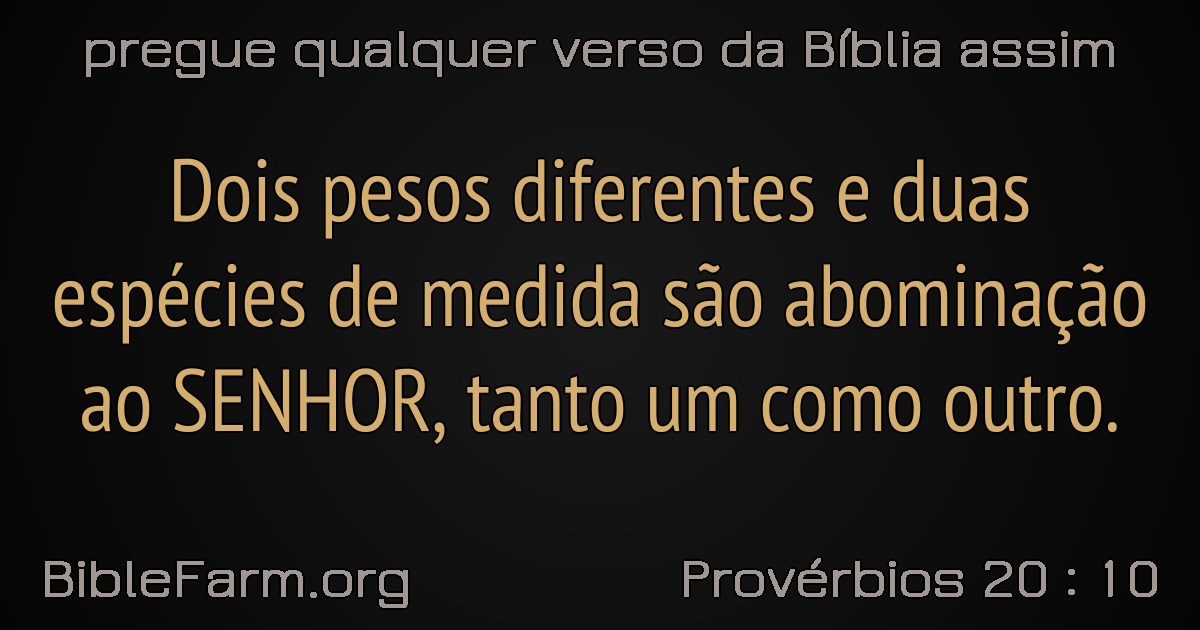 pregue qualquer verso da Bíblia assim
Dois pesos diferentes e duas
espécies de medida são abominação
ao SENHOR, tanto um como outro.
BibleFarm.org
Provérbios 20 : 10